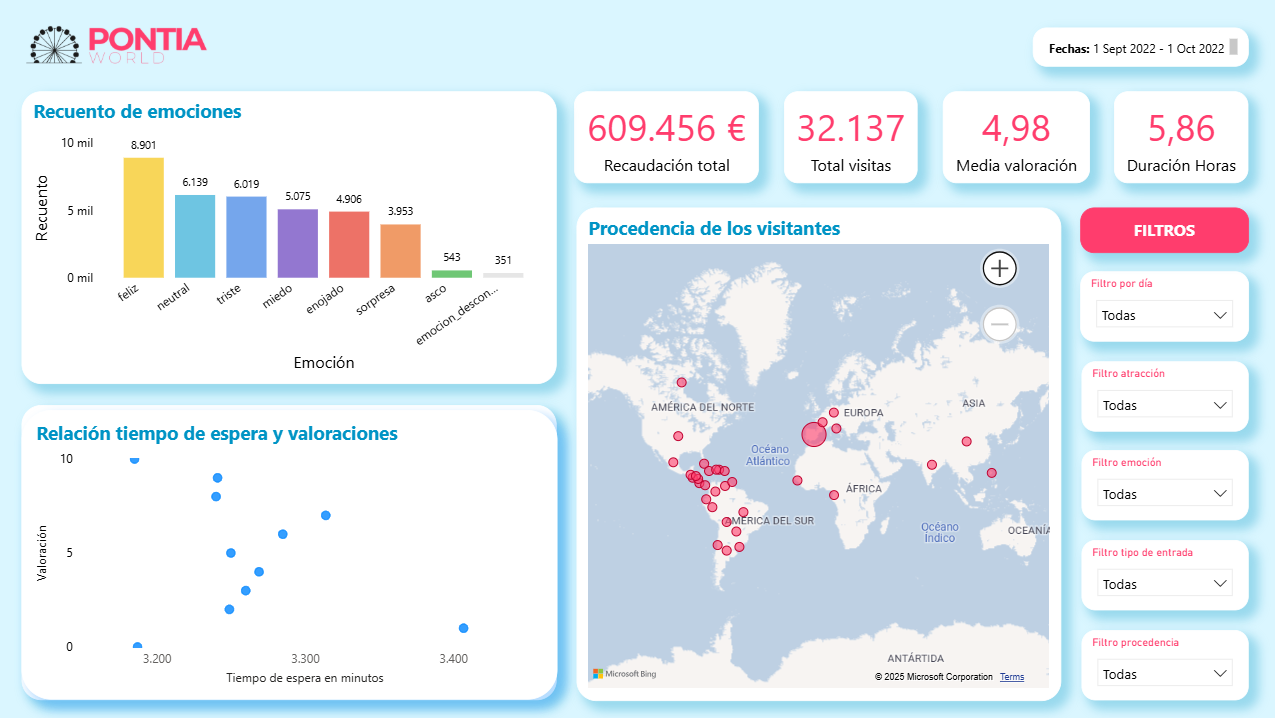 PONTIA
WORLD
Fechas: 1 Sept 2022 - 1 Oct 2022
Recuento de emociones
Recuento
10 mil
5 mil
0 mil
8.901
6.139
6.019
5.075
4.906
3.953
543
351
feliz
neutral
triste
miedo
enojado
sorpresa
asco
emocion_descon...
Emoción
609.456 €
Recaudación total
32.137
Total visitas
4,98
Media valoración
5,86
Duración Horas
Relación tiempo de espera y valoraciones
Valoración
10
5
0
3.200
3.300
3.400
Tiempo de espera en minutos
Procedencia de los visitantes
AMÉRICA DEL NORTE
EUROPA
ASIA
Océano
Atlántico
ÁFRICA
AMÉRICA DEL SUR
Océano
Índico
OCEANÍA
ANTÁRTIDA
Microsoft Bing
© 2025 Microsoft Corporation Terms
FILTROS
Filtro por día
Todas
Filtro atracción
Todas
Filtro emoción
Todas
Filtro tipo de entrada
Todas
Filtro procedencia
Todas